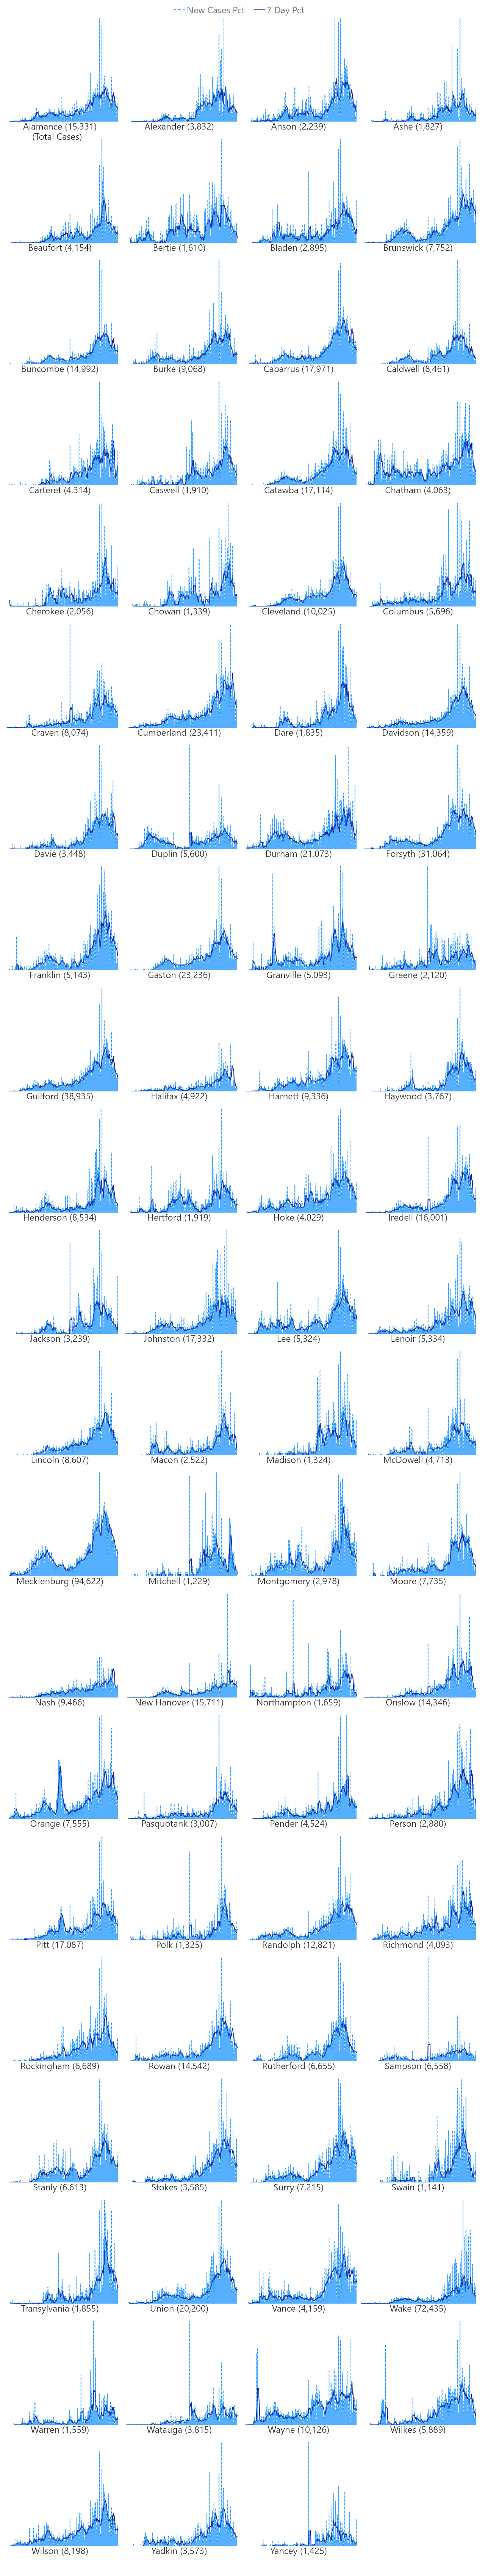 New Cases Pct 7 Day Pct
Alamance (15,331) Alexander (3,832) Anson (2,239) Ashe (1,827)
(Total Cases)
Beaufort (4,154) Bertie (1,610) Bladen (2,895) Brunswick (7,752)
Buncombe (14,992) Burke (9,068) Cabarrus (17,971) Caldwell (8,461)
Carteret (4,314) Caswell (1,910) Catawba (17,114) Chatham (4,063)
Cherokee (2,056) Chowan (1,339) Cleveland (10,025) Columbus (5,696)
Craven (8,074) Cumberland (23,411) Dare (1,835) Davidson (14,359)
Davie (3,448) Duplin (5,600) Durham (21,073) Forsyth (31,064)
Franklin (5,143) Gaston (23,236) Granville (5,093) Greene (2,120)
Guilford (38,935) Halifax (4,922) Harnett (9,336) Haywood (3,767)
Henderson (8,534) Hertford (1,919) Hoke (4,029) Iredell (16,001)
Jackson (3,239) Johnston (17,332) Lee (5,324) Lenoir (5,334)
Lincoln (8,607) Macon (2,522) Madison (1,324) McDowell (4,713)
Mecklenburg (94,622) Mitchell (1,229) Montgomery (2,978) Moore (7,735)
Nash (9,466) New Hanover (15,711) Northampton (1,659) Onslow (14,346)
Orange (7,555) Pasquotank (3,007) Pender (4,524) Person (2,880)
Pitt (17,087) Polk (1,325) Randolph (12,821) Richmond (4,093)
Rockingham (6,689) Rowan (14,542) Rutherford (6,655) Sampson (6,558)
Stanly (6,613) Stokes (3,585) Surry (7,215) Swain (1,141)
Transylvania (1,855) Union (20,200) Vance (4,159) Wake (72,435)
Warren (1,559) Watauga (3,815) Wayne (10,126) Wilkes (5,889)
Wilson (8,198) Yadkin (3,573) Yancey (1,425)